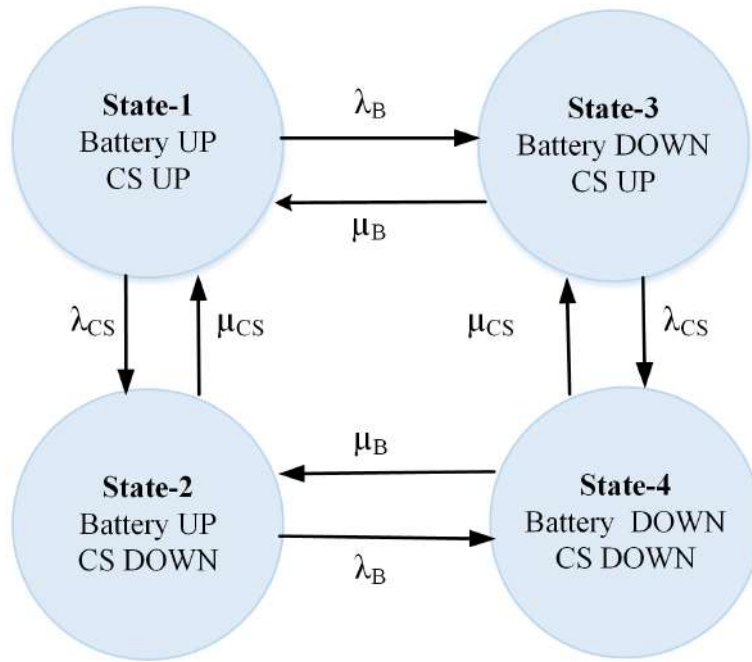 State-1
Battery UP
CS UP
λB
State-3
Battery DOWN
CS UP
μB
λCS
μCS
μCS
λCS
State-2
Battery UP
CS DOWN
μB
λB
State-4
Battery DOWN
CS DOWN